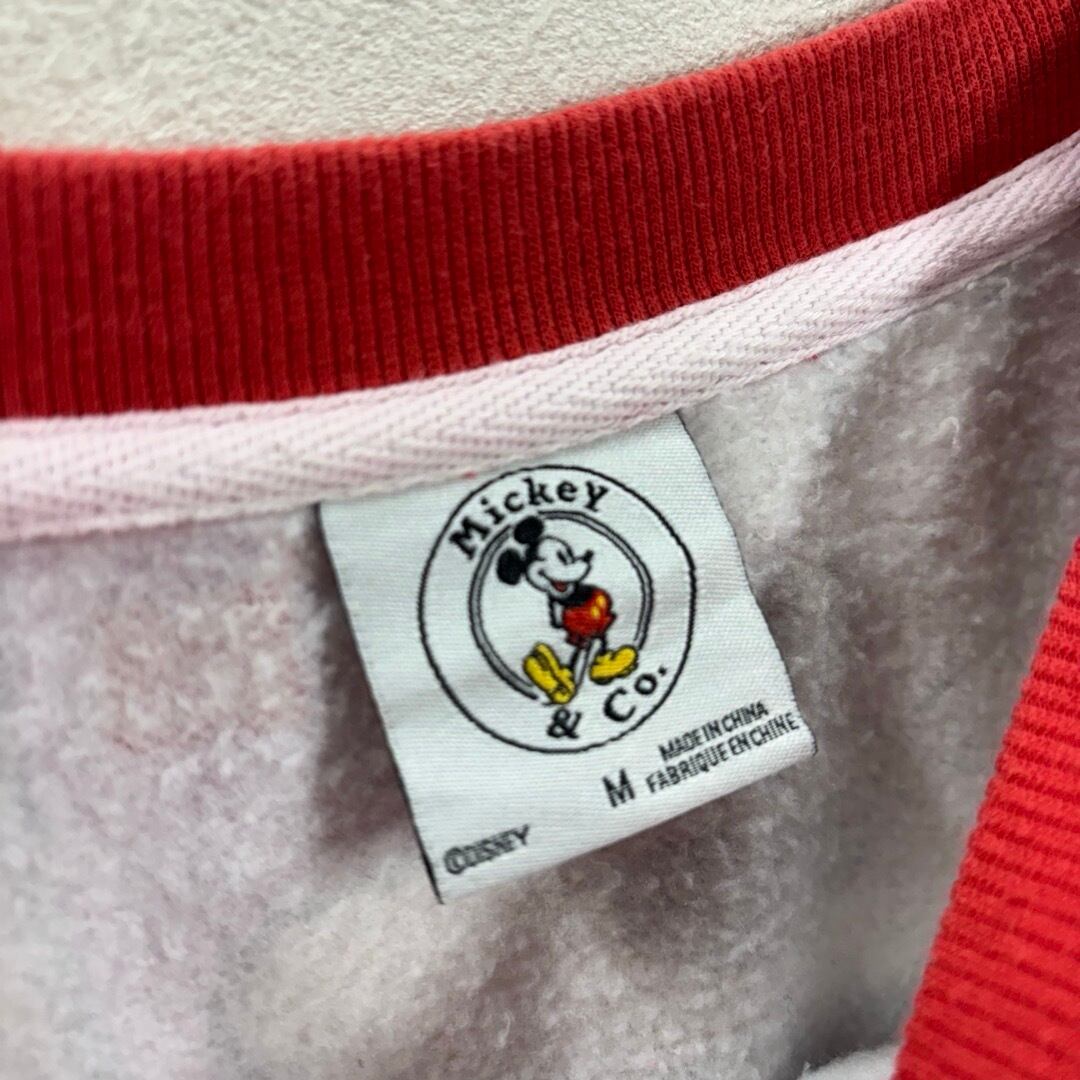 Mickey
& Co.
M
MADE IN CHINA
FABRIQUE EN CHINE
©DISNEY